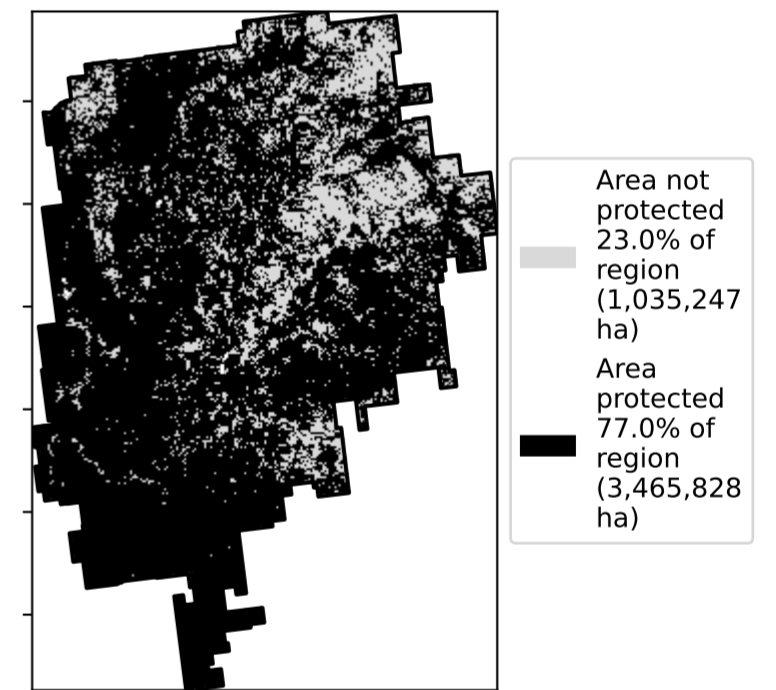 Area not
protected
23.0% of
region
(1,035,247
ha)
Area
protected
77.0% of
region
(3,465,828
ha)